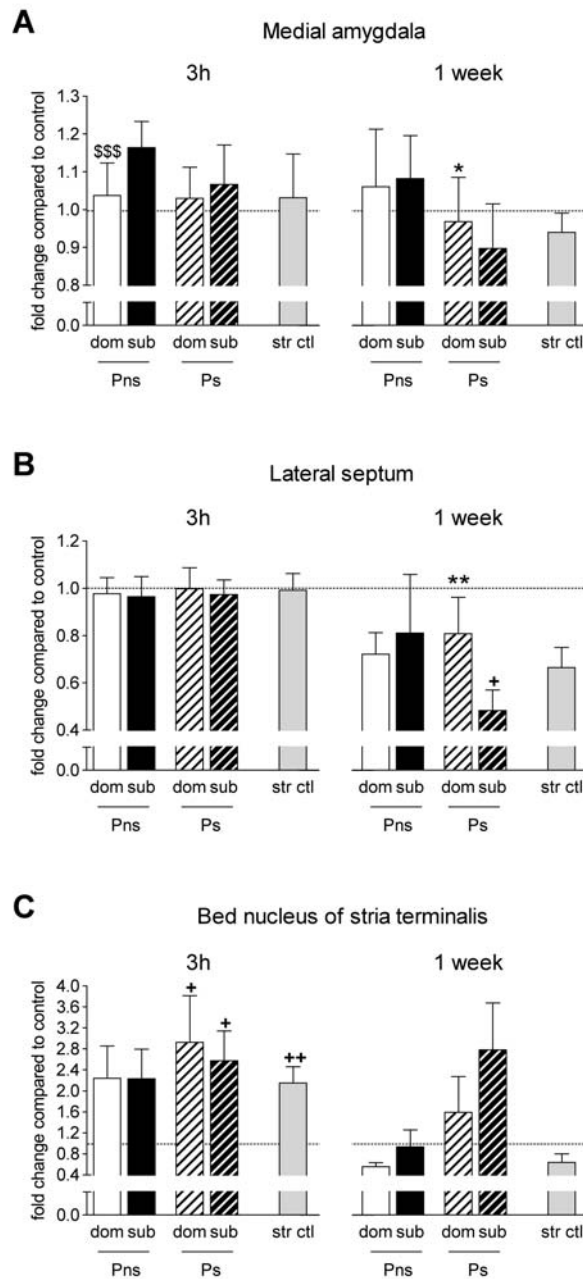 A
Medial amygdala
3h 1 week
fold change compared to control
1.3
1.2
1.1
1.0
0.9
0.8
0.0
$$$ *
dom sub dom sub str ctl dom sub dom sub str ctl
Pns Ps Pns Ps
B
Lateral septum
3h 1 week
fold change compared to control
1.2
1.0
0.8
0.6
0.4
0.0
** +
dom sub dom sub str ctl dom sub dom sub str ctl
Pns Ps Pns Ps
C
Bed nucleus of stria terminalis
3h 1 week
fold change compared to control
4.0
3.2
2.8
2.0
1.6
0.8
0.4
0.0
+ + ++
dom sub dom sub str ctl dom sub dom sub str ctl
Pns Ps Pns Ps